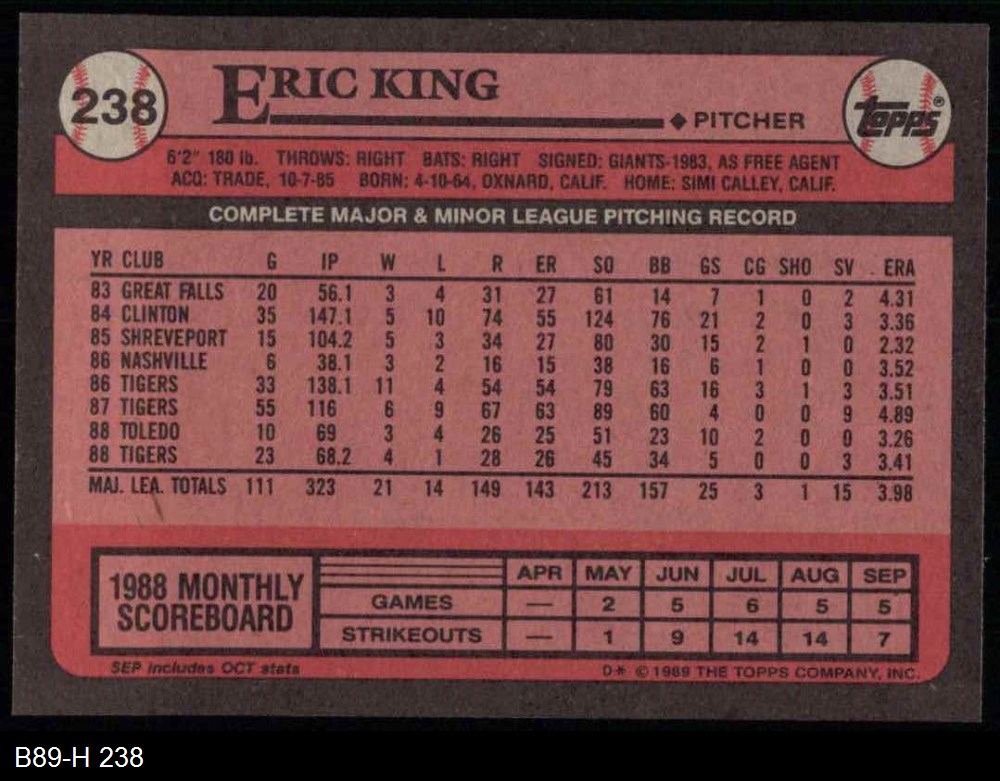 238
ERIC KING
◆ PITCHER
Topps®
6'2" 180 lb. THROWS: RIGHT BATS: RIGHT SIGNED: GIANTS-1983, AS FREE AGENT
ACQ: TRADE, 10-7-85 BORN: 4-10-64, OXNARD, CALIF. HOME: SIMI CALLEY, CALIF.
COMPLETE MAJOR & MINOR LEAGUE PITCHING RECORD
YR CLUB G IP W L R ER SO BB GS CG SHO SV ERA
83 GREAT FALLS 20 56.1 3 4 31 27 61 14 7 1 0 2 4.31
84 CLINTON 35 147.1 5 10 74 55 124 76 21 2 0 3 3.36
85 SHREVEPORT 15 104.2 5 3 34 27 80 30 15 2 1 0 2.32
86 NASHVILLE 6 38.1 3 2 16 15 38 16 6 1 0 0 3.52
86 TIGERS 33 138.1 11 4 54 54 79 63 16 3 1 3 3.51
87 TIGERS 55 116 6 9 67 63 89 60 4 0 0 9 4.89
88 TOLEDO 10 69 3 4 26 25 51 23 10 2 0 0 3.26
88 TIGERS 23 68.2 4 1 28 26 45 34 5 0 0 3 3.41
MAJ. LEA. TOTALS 111 323 21 14 149 143 213 157 25 3 1 15 3.98
1988 MONTHLY
SCOREBOARD
APR MAY JUN JUL AUG SEP
GAMES — 2 5 6 5 5
STRIKEOUTS — 1 9 14 14 7
SEP includes OCT stats
D* © 1989 THE TOPPS COMPANY, INC.
B89-H 238